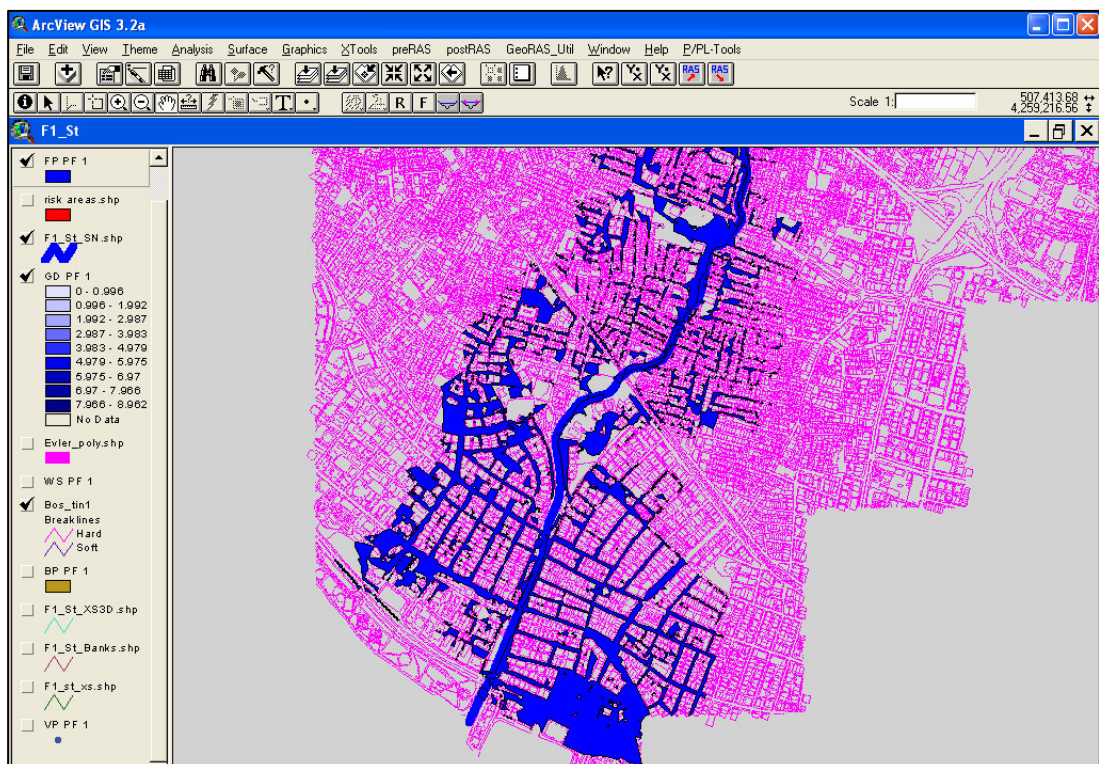 ArcView GIS 3.2a
File Edit View Theme Analysis Surface Graphics XTools preRAS postRAS GeoRAS_Util Window Help P/PL-Tools
RAS RAS
T R F Scale 1: 507,413.68
4,259,216.56
F1_St
FP PF 1
risk areas.shp
F1_St_SN.shp
GD PF 1
0 - 0.996
0.996 - 1.992
1.992 - 2.987
2.987 - 3.983
3.983 - 4.979
4.979 - 5.975
5.975 - 6.97
6.97 - 7.966
7.966 - 8.962
No Data
Evler_poly.shp
WS PF 1
Bos_tin1
Breaklines
Hard
Soft
BP PF 1
F1_St_XS3D.shp
F1_St_Banks.shp
F1_st_xs.shp
VP PF 1